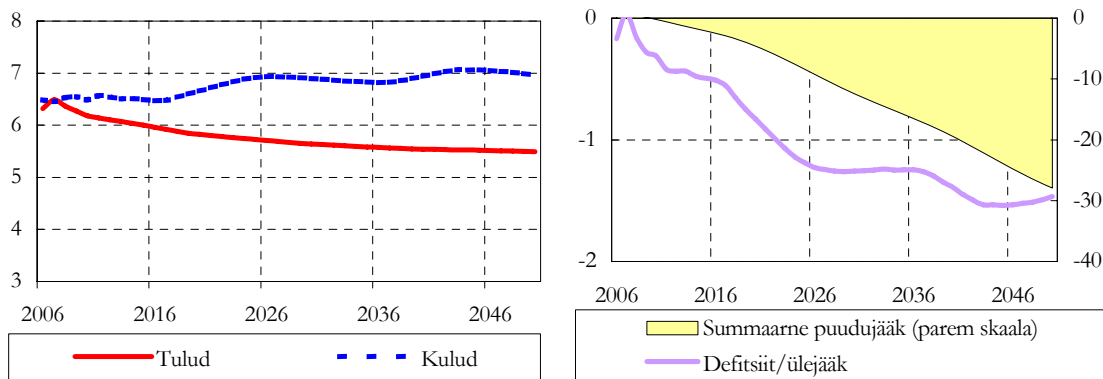 8
7
6
5
4
3
2006 2016 2026 2036 2046
Tulud Kulud
0
-1
-2
0
-10
-20
-30
-40
2006 2016 2026 2036 2046
Summaarne puudujääk (parem skaala)
Defitsiit/ülejääk